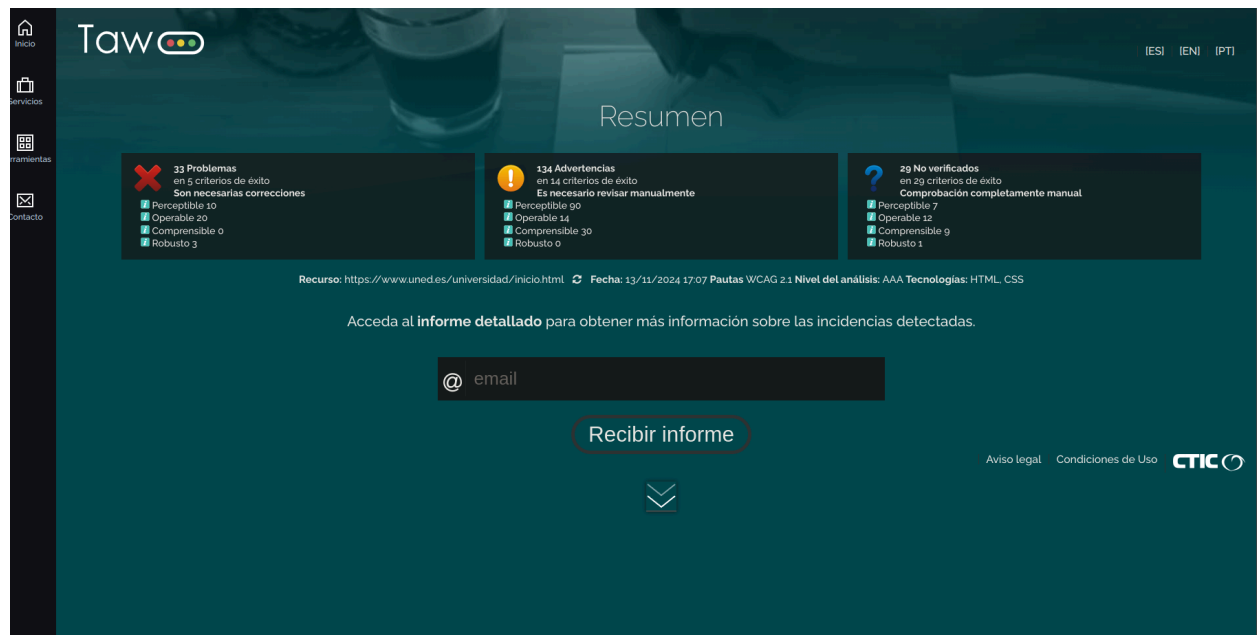 Inicio
Servicios
rramientas
Contacto
Taw
[ES] [EN] [PT]
Resumen
33 Problemas
en 5 criterios de éxito
Son necesarias correcciones
Perceptible 10
Operable 20
Comprensible 0
Robusto 3
134 Advertencias
en 14 criterios de éxito
Es necesario revisar manualmente
Perceptible 90
Operable 14
Comprensible 30
Robusto 0
29 No verificados
en 29 criterios de éxito
Comprobación completamente manual
Perceptible 7
Operable 12
Comprensible 9
Robusto 1
Recurso: https://www.uned.es/universidad/inicio.html Fecha: 13/11/2024 17:07 Pautas WCAG 2.1 Nivel del análisis: AAA Tecnologías: HTML, CSS
Acceda al informe detallado para obtener más información sobre las incidencias detectadas.
@ email
Recibir informe
Aviso legal Condiciones de Uso CTIC